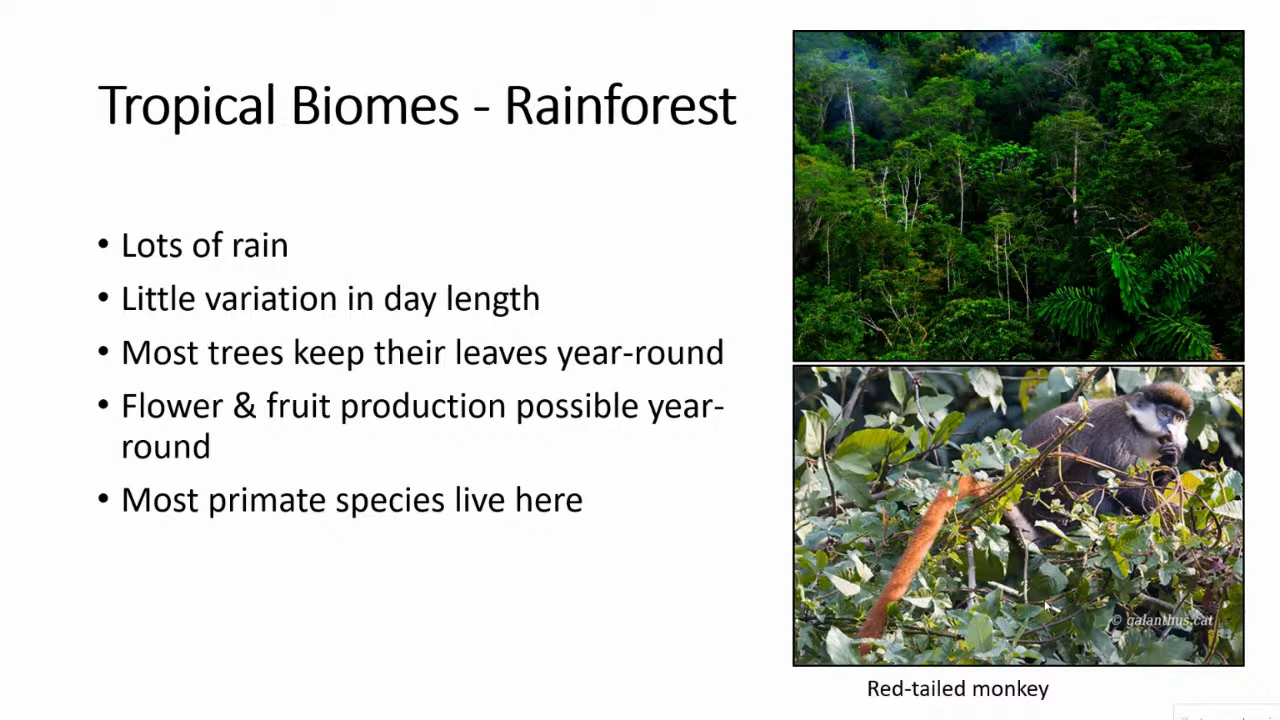 Tropical Biomes - Rainforest
• Lots of rain
• Little variation in day length
• Most trees keep their leaves year-round
• Flower & fruit production possible year-
round
• Most primate species live here
© galanthus.cat
Red-tailed monkey